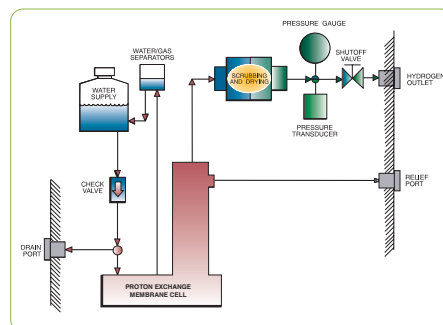 PRESSURE GAUGE
WATER/GAS
SEPARATORS
SHUTOFF
VALVE
WATER
SUPPLY
SCRUBBING
AND DRYING
HYDROGEN
OUTLET
PRESSURE
TRANSDUCER
CHECK
VALVE
RELIEF
PORT
DRAIN
PORT
PROTON EXCHANGE
MEMBRANE CELL